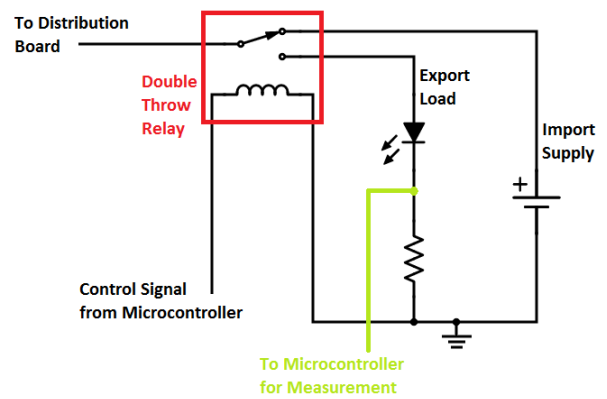 To Distribution
Board
Double
Throw
Relay
Export
Load
Import
Supply
+
Control Signal
from Microcontroller
To Microcontroller
for Measurement